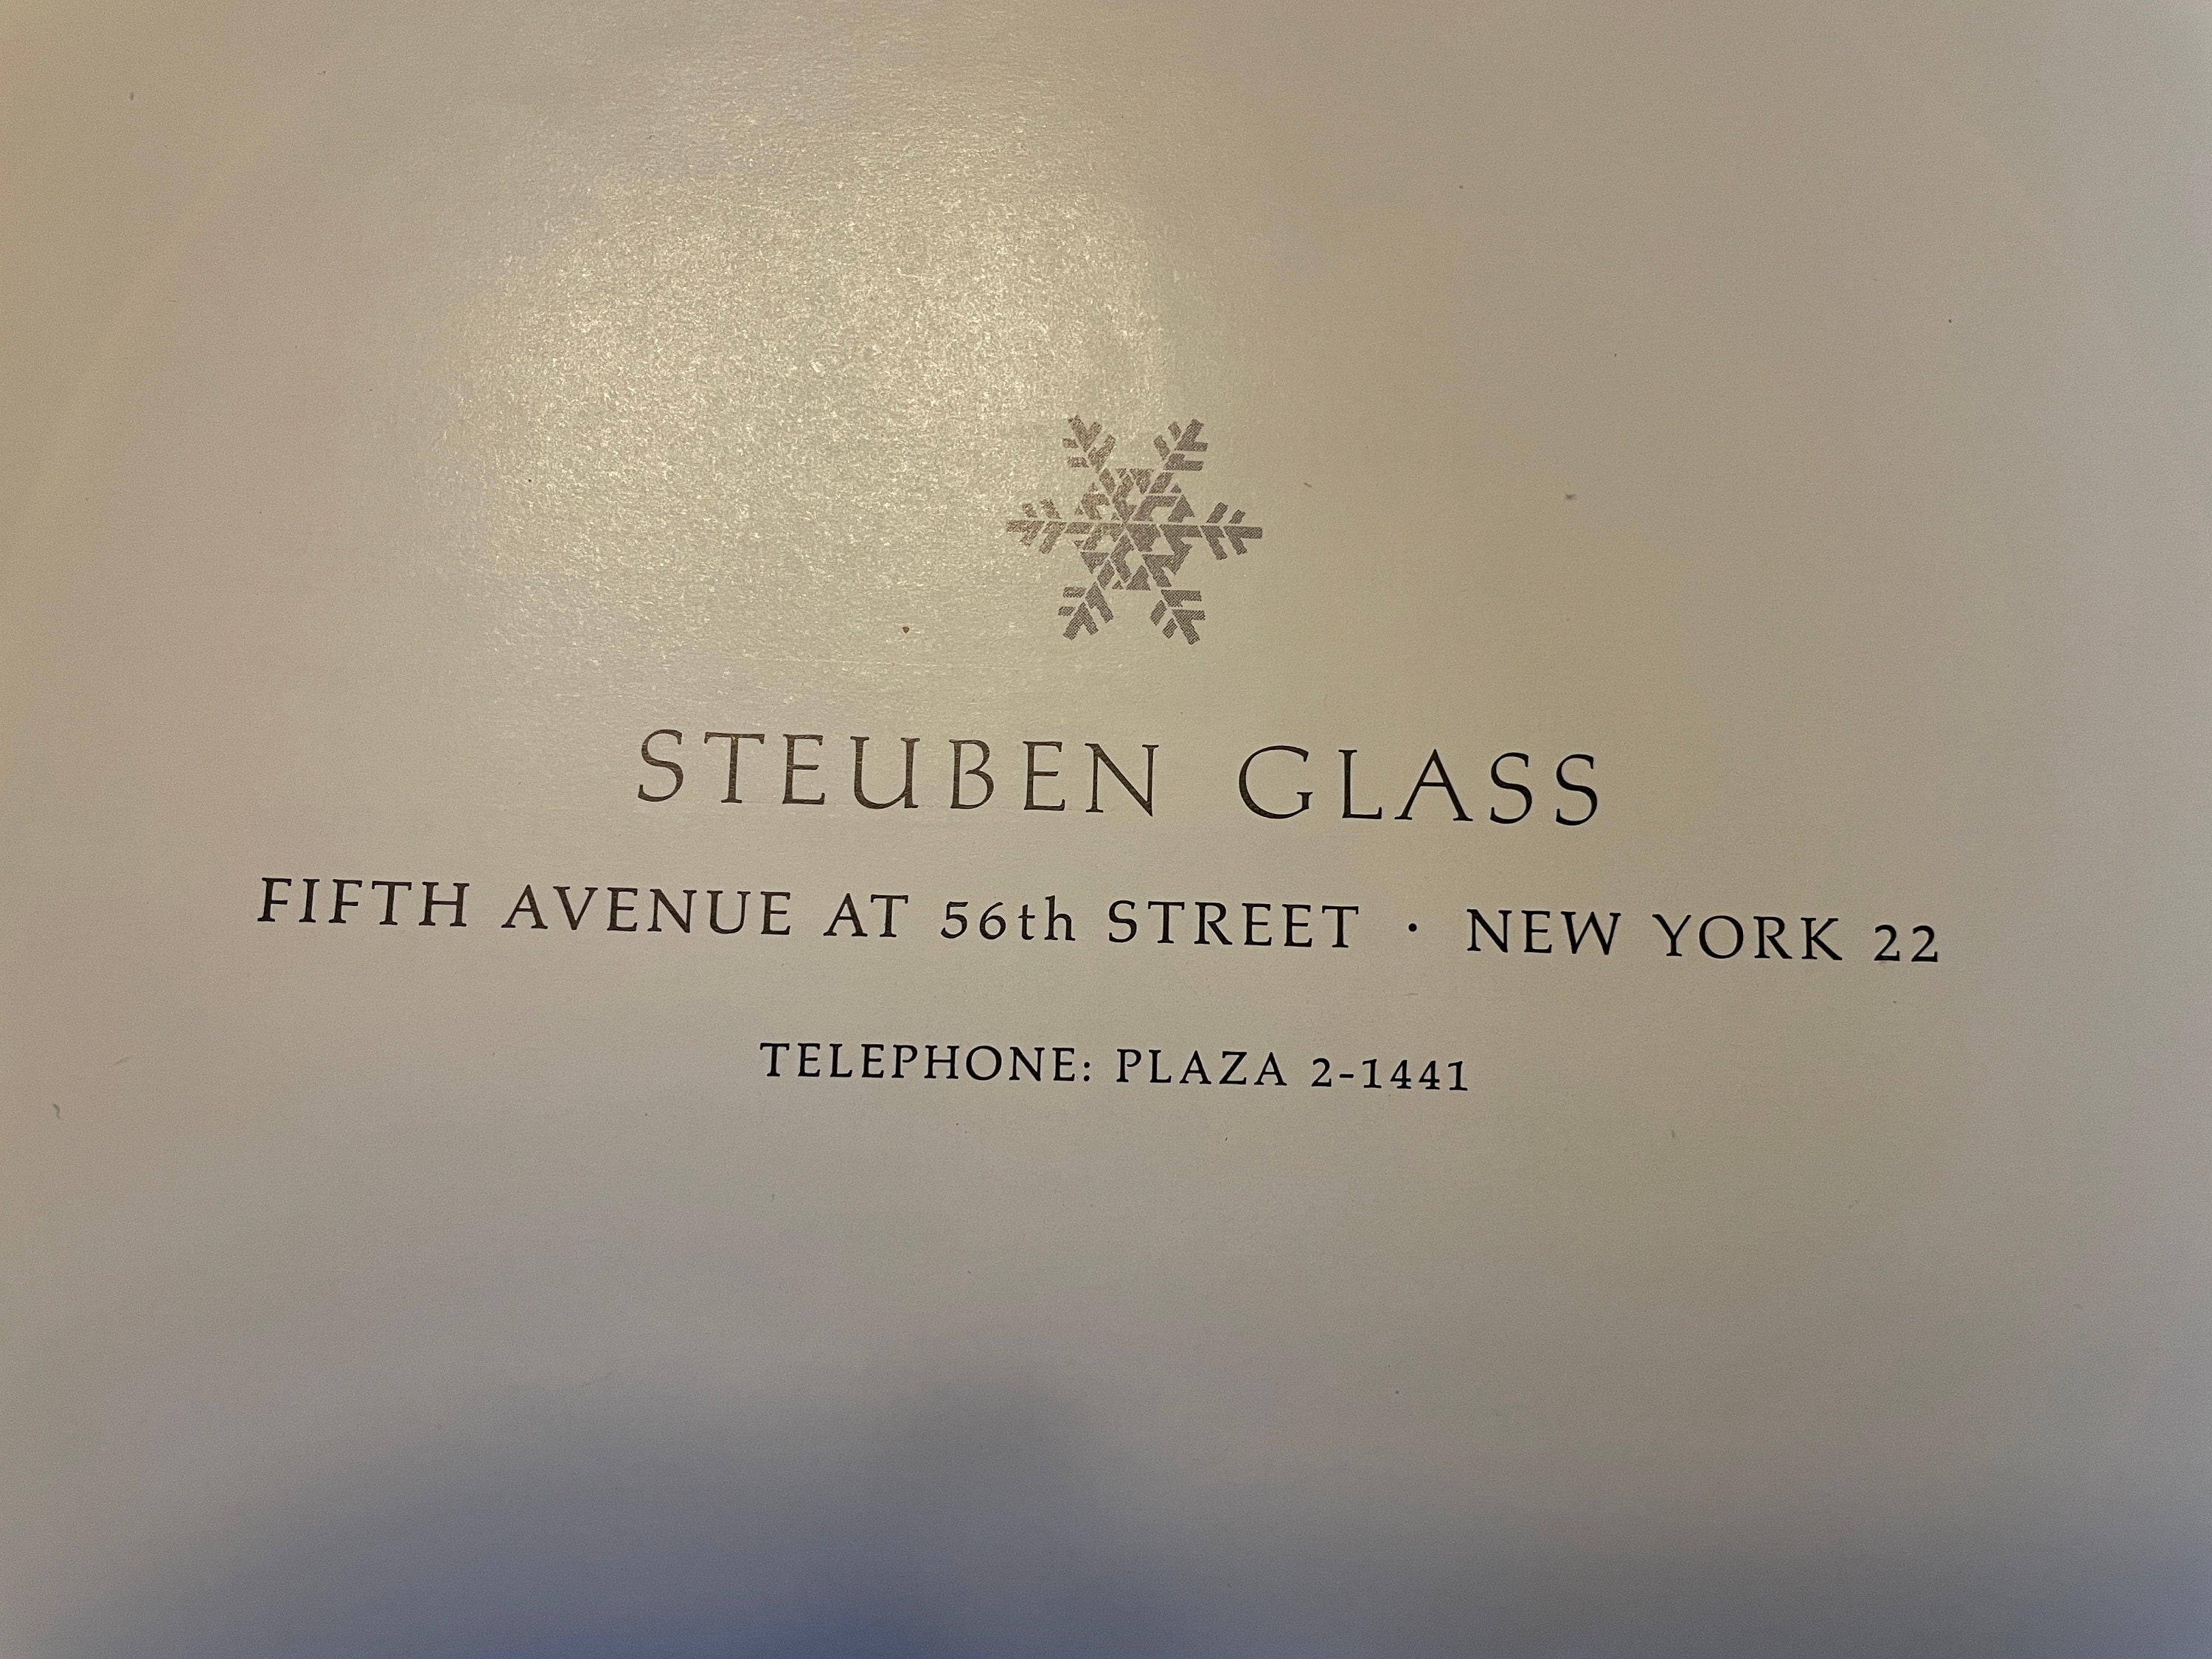 STEUBEN GLASS
FIFTH AVENUE AT 56th STREET · NEW YORK 22
TELEPHONE: PLAZA 2-1441